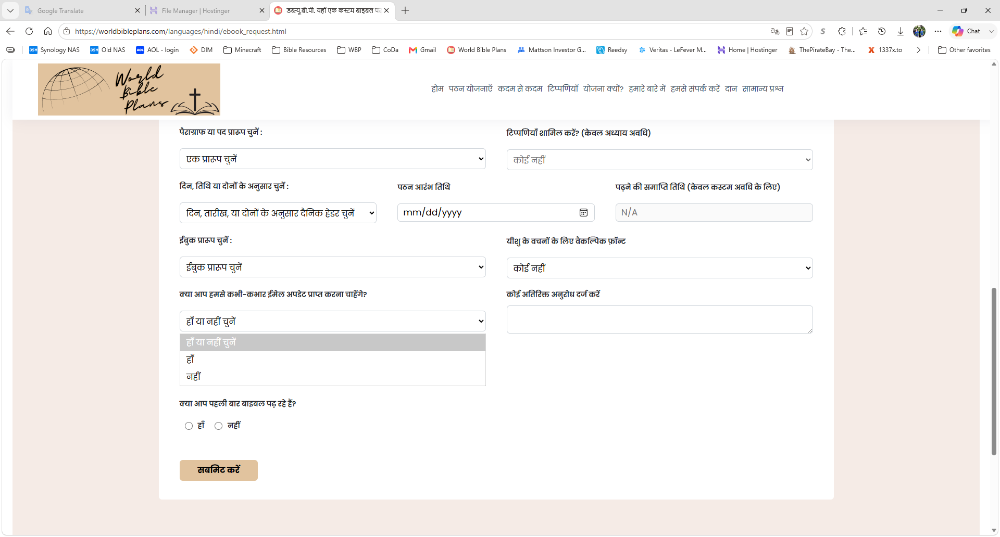 Google Translate
File Manager | Hostinger
डब्ल्यू.बी.पी. यहाँ एक कस्टम बाइबल
https://worldbibleplans.com/languages/hindi/ebook_request.html
Chat
Synology NAS
Old NAS
AOL - login
DIM
Minecraft
Bible Resources
WBP
CoDa
Gmail
World Bible Plans
Mattson Investor G...
Reedsy
Veritas - LeFever M...
Home | Hostinger
ThePirateBay - The...
1337x.to
Other favorites
World
Bible
Plans
होम पठन योजनाएँ कदम से कदम टिप्पणियाँ योजना क्यों? हमारे बारे में हमसे संपर्क करें दान सामान्य प्रश्न
पैराग्राफ या पद प्रारूप चुनें :
टिप्पणियाँ शामिल करें? (केवल अध्याय अवधि)
एक प्रारूप चुनें
कोई नहीं
दिन, तिथि या दोनों के अनुसार चुनें :
पठन आरंभ तिथि
पढ़ने की समाप्ति तिथि (केवल कस्टम अवधि के लिए)
दिन, तारीख, या दोनों के अनुसार दैनिक हेडर चुनें
mm/dd/yyyy
N/A
ईबुक प्रारूप चुनें :
यीशु के वचनों के लिए वैकल्पिक फ़ॉन्ट
ईबुक प्रारूप चुनें
कोई नहीं
क्या आप हमसे कभी-कभार ईमेल अपडेट प्राप्त करना चाहेंगे?
कोई अतिरिक्त अनुरोध दर्ज करें
हाँ या नहीं चुनें
हाँ या नहीं चुनें
हाँ
नहीं
क्या आप पहली बार बाइबल पढ़ रहे हैं?
हाँ नहीं
सबमिट करें